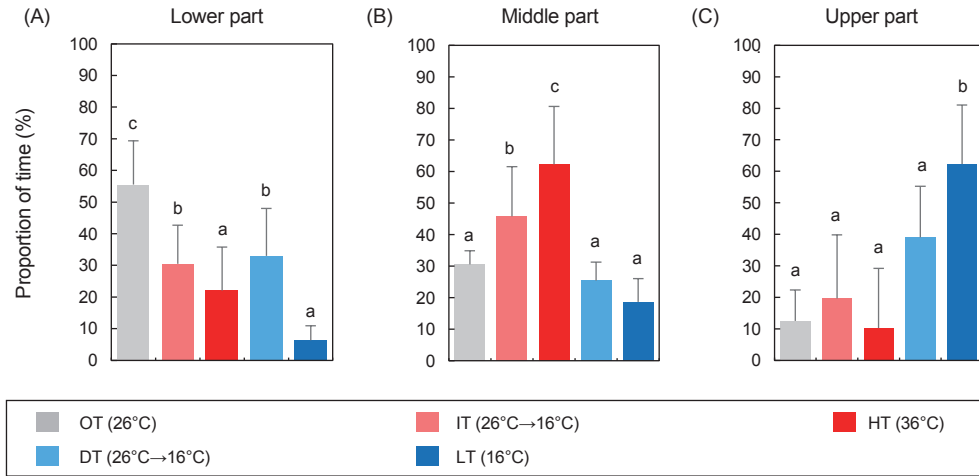 (A) Lower part (B) Middle part (C) Upper part
Proportion of time (%)
100 100 100
90 90 90
80 80 80
70 70 70
60 60 60
50 50 50
40 40 40
30 30 30
20 20 20
10 10 10
0 0 0
c b a b a
a b c a a
a a a a b
OT (26°C) IT (26°C→16°C) HT (36°C)
DT (26°C→16°C) LT (16°C)